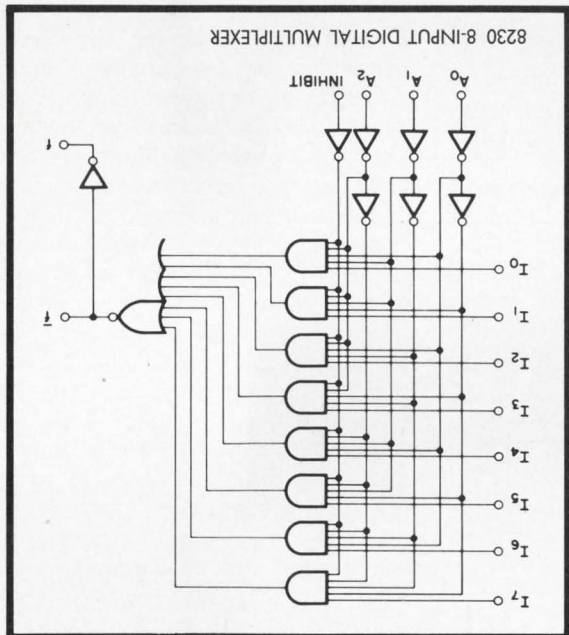 I₇
I₆
I₅
I₄
I₃
I₂
I₁
I₀
f̅
f
A₀ A₁ A₂ INHIBIT
8230 8-INPUT DIGITAL MULTIPLEXER